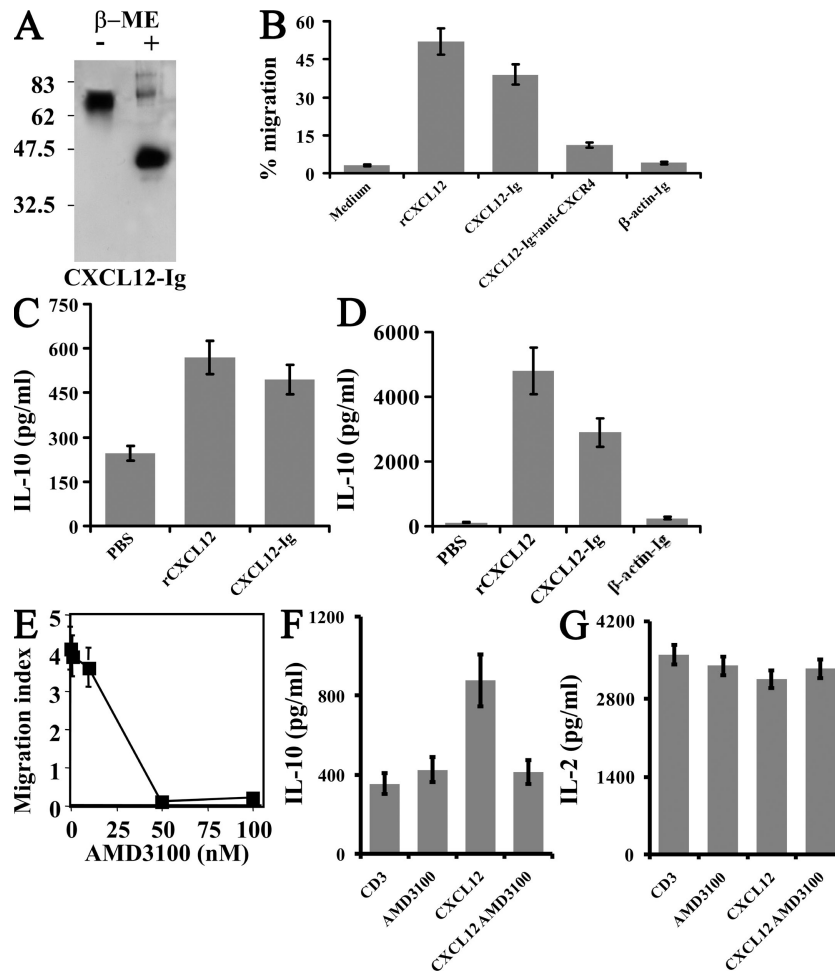 A
β-ME
- +
83
62
47.5
32.5
CXCL12-Ig
B
% migration
60
45
30
15
0
Medium
rCXCL12
CXCL12-Ig
CXCL12-Ig+anti-CXCR4
β-actin-Ig
C
IL-10 (pg/ml)
750
600
450
300
150
0
PBS
rCXCL12
CXCL12-Ig
D
IL-10 (pg/ml)
6000
4000
2000
0
PBS
rCXCL12
CXCL12-Ig
β-actin-Ig
E
Migration index
5
4
3
2
1
0
0 25 50 75 100
AMD3100 (nM)
F
IL-10 (pg/ml)
1200
800
400
0
CD3
AMD3100
CXCL12
CXCL12 AMD3100
G
IL-2 (pg/ml)
4200
2800
1400
0
CD3
AMD3100
CXCL12
CXCL12 AMD3100